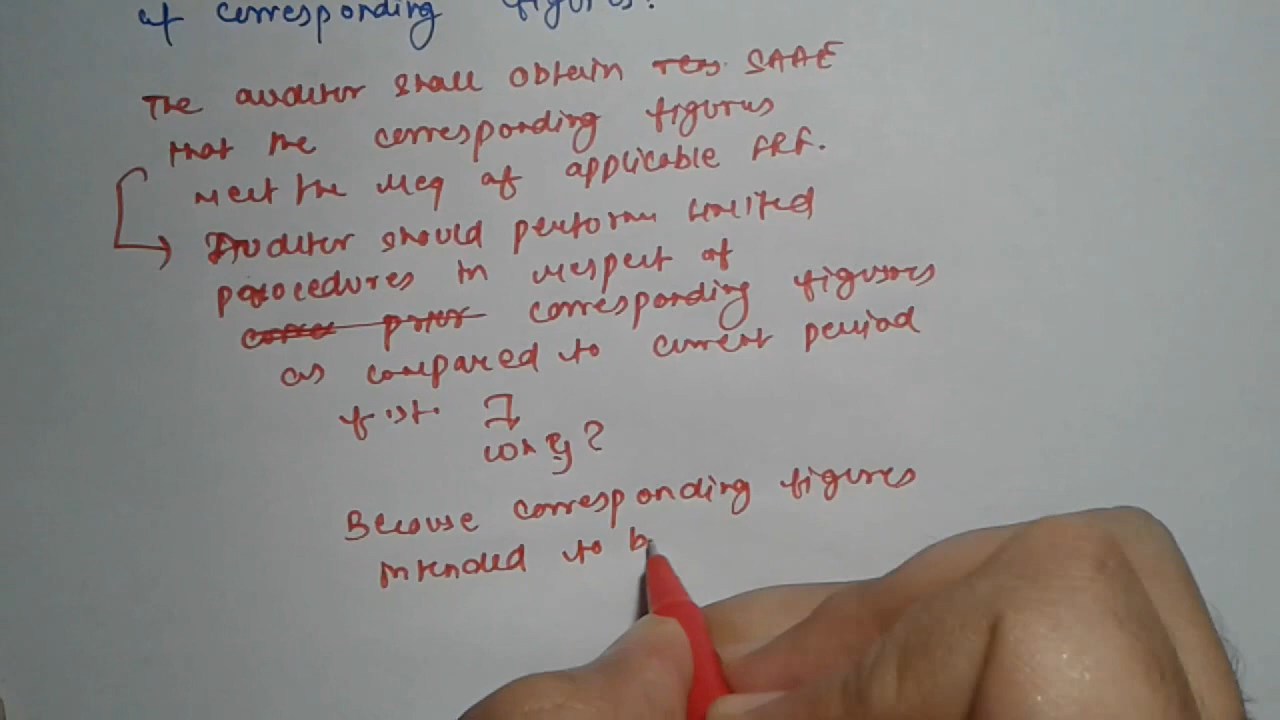 of corresponding figures?
The auditor shall obtain SAAE
that the corresponding figures
meet the req of applicable FRF.
Auditor should perform limited
procedures in respect of
prior corresponding figures
as compared to current period
f.st.
why?
Because corresponding figures
intended to b